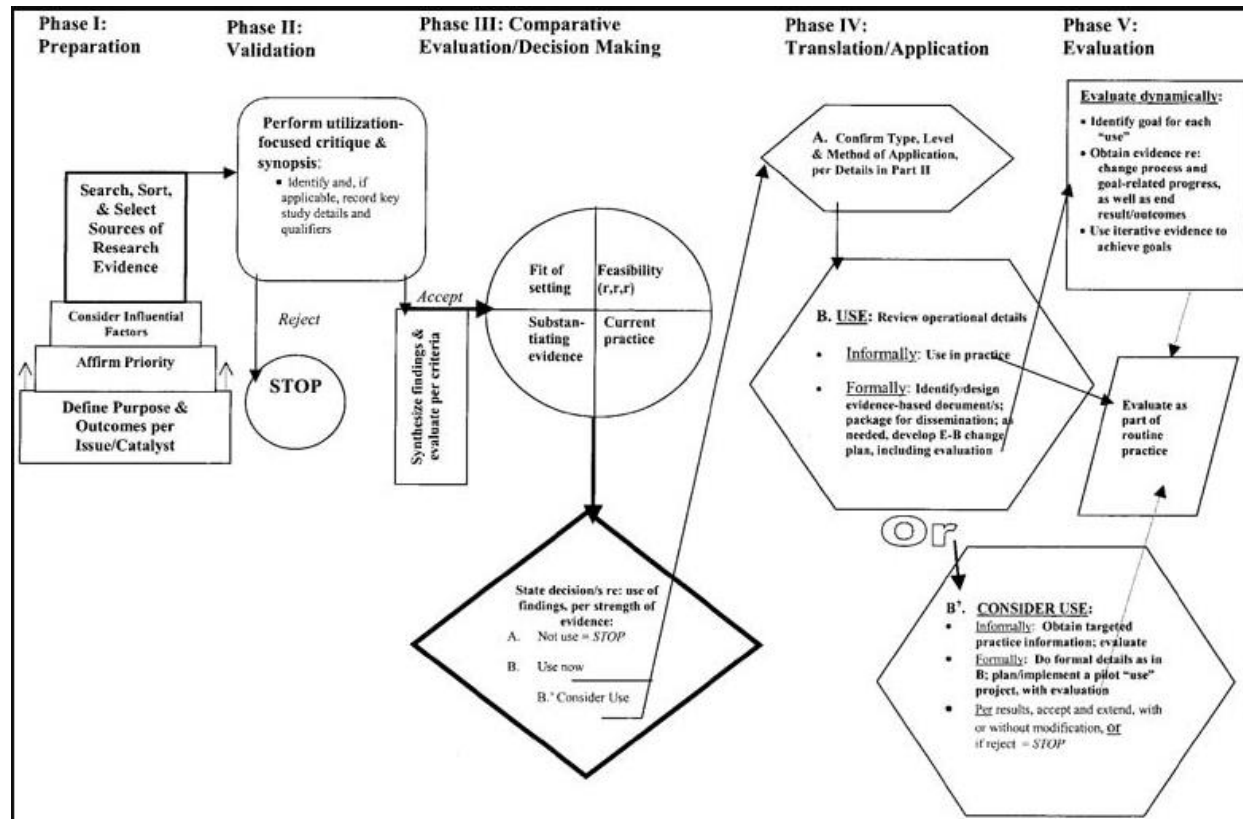 Phase I:
Preparation
Phase II:
Validation
Phase III: Comparative
Evaluation/Decision Making
Phase IV:
Translation/Application
Phase V:
Evaluation
Search, Sort,
& Select
Sources of
Research
Evidence
Consider Influential
Factors
Affirm Priority
Define Purpose &
Outcomes per
Issue/Catalyst
Perform utilization-
focused critique &
synopsis:
▪ Identify and, if
applicable, record key
study details and
qualifiers
Reject
STOP
Accept
Synthesize findings &
evaluate per criteria
Fit of
setting
Feasibility
(r,r,r)
Substan-
tiating
evidence
Current
practice
State decision/s re: use of
findings, per strength of
evidence:
A. Not use = STOP
B. Use now
B.' Consider Use
A. Confirm Type, Level
& Method of Application,
per Details in Part II
B. USE: Review operational details
• Informally: Use in practice
• Formally: Identify/design
evidence-based document/s;
package for dissemination; as
needed, develop E-B change
plan, including evaluation
Or
B'. CONSIDER USE:
• Informally: Obtain targeted
practice information; evaluate
• Formally: Do formal details as in
B; plan/implement a pilot “use”
project, with evaluation
• Per results, accept and extend, with
or without modification, or
if reject = STOP
Evaluate dynamically:
• Identify goal for each
“use”
• Obtain evidence re:
change process and
goal-related progress,
as well as end
result/outcomes
• Use iterative evidence to
achieve goals
Evaluate as
part of
routine
practice